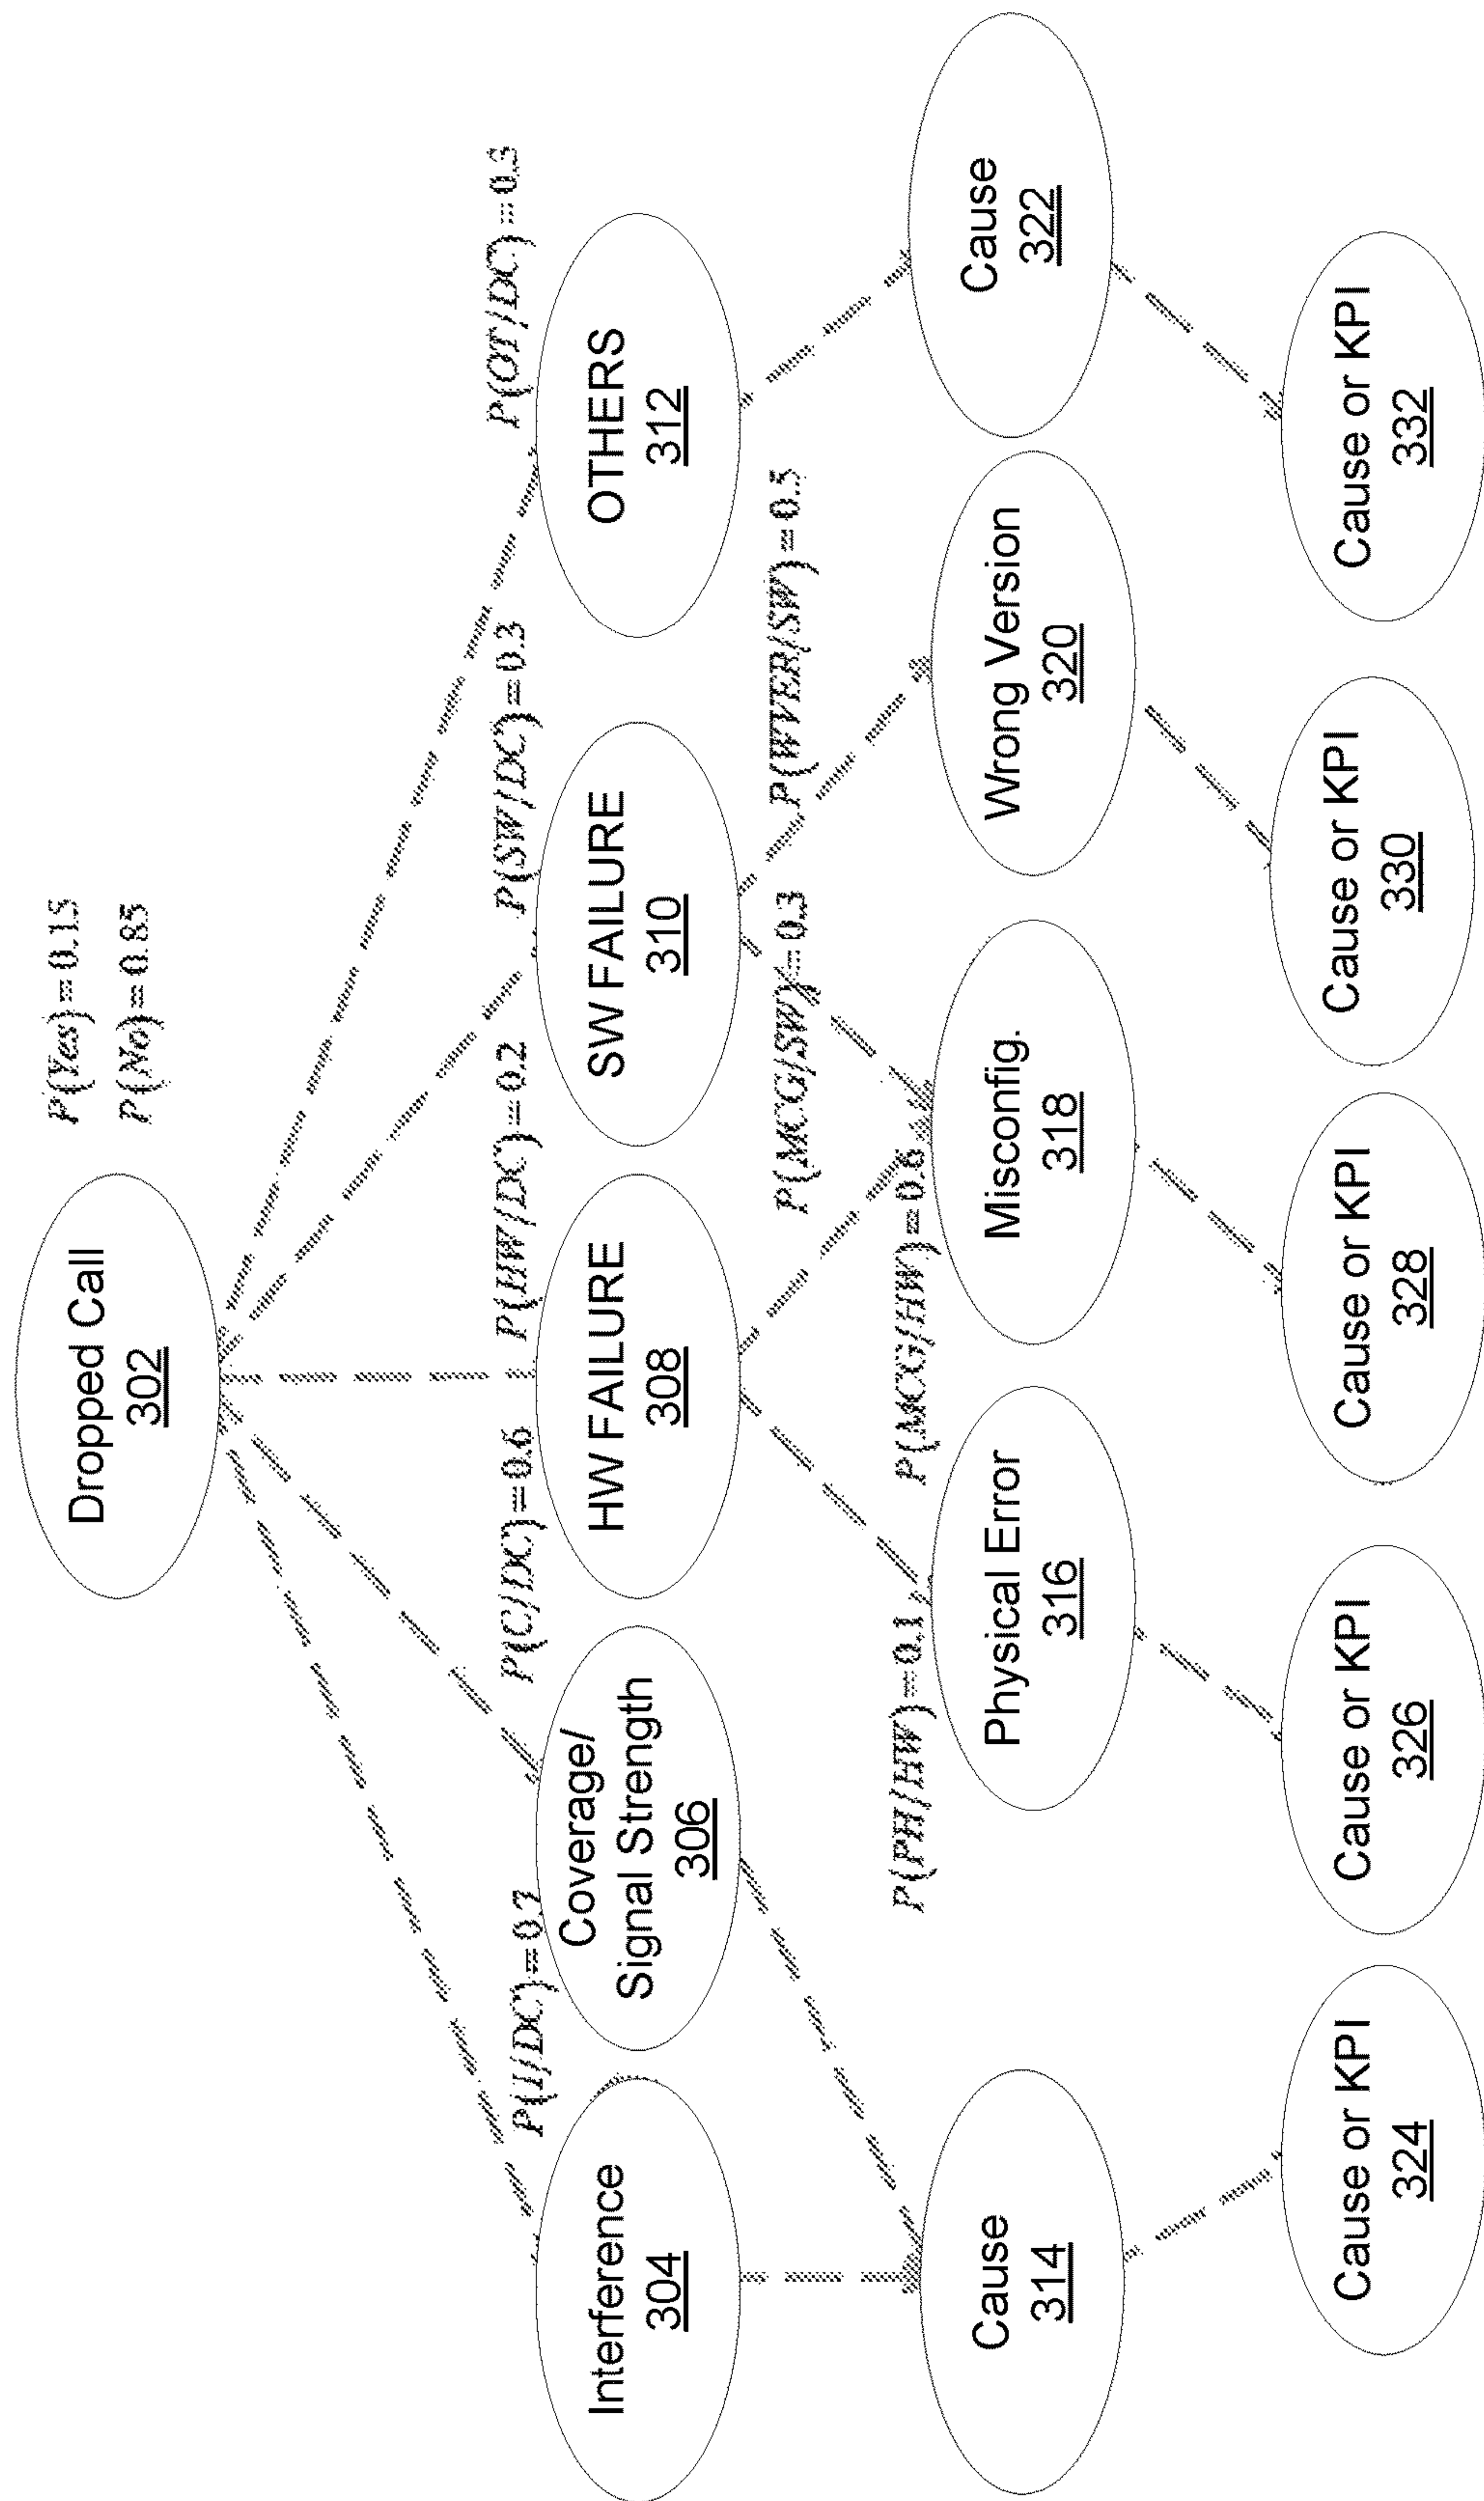 Dropped Call
302
P(Yes)=0.15
P(No)=0.85
P(I/DC)=0.7
P(C/DC)=0.6
P(HW/DC)=0.2
P(SW/DC)=0.3
P(OT/DC)=0.3
Interference
304
Coverage/
Signal Strength
306
HW FAILURE
308
SW FAILURE
310
OTHERS
312
P(PH/HW)=0.1
P(MCG/HW)=0.6
P(MCG/SW)=0.3
P(WVER/SW)=0.5
Cause
314
Physical Error
316
Misconfig.
318
Wrong Version
320
Cause
322
Cause or KPI
324
Cause or KPI
326
Cause or KPI
328
Cause or KPI
330
Cause or KPI
332